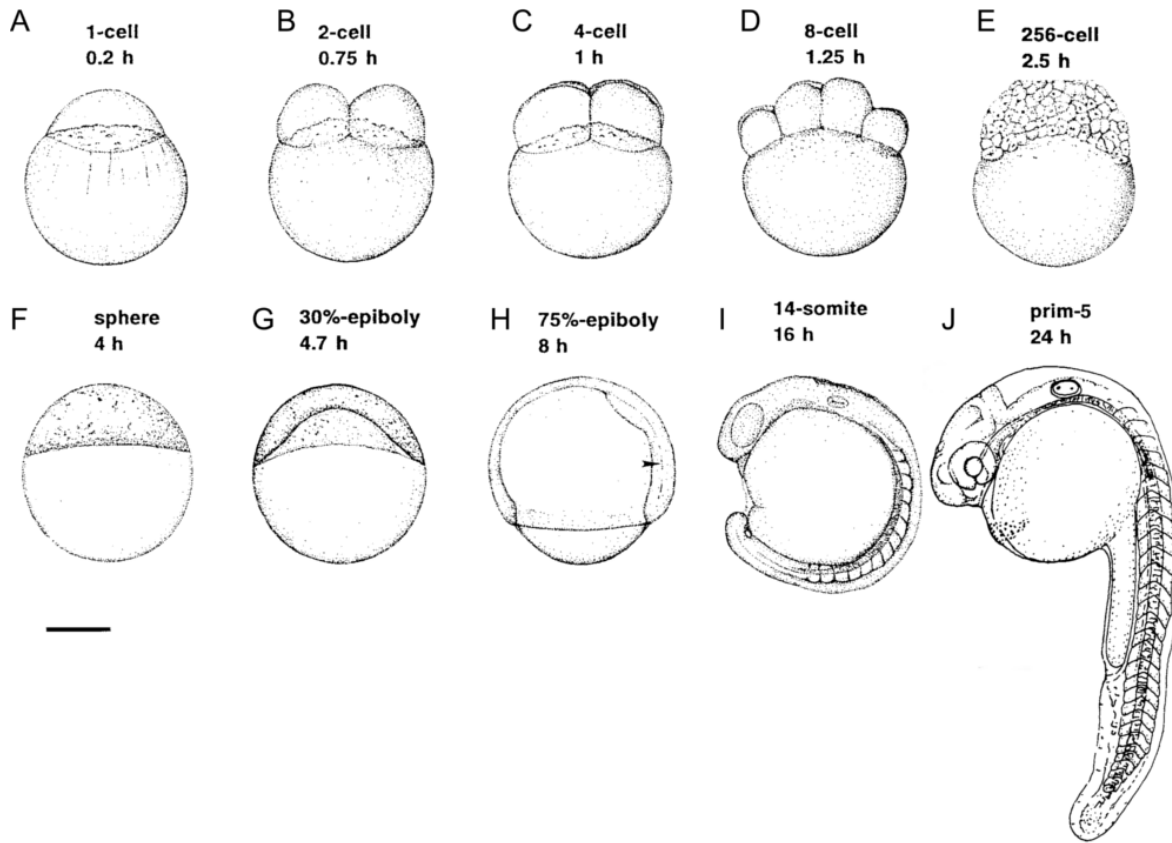 A
1-cell
0.2 h
B
2-cell
0.75 h
C
4-cell
1 h
D
8-cell
1.25 h
E
256-cell
2.5 h
F
sphere
4 h
G
30%-epiboly
4.7 h
H
75%-epiboly
8 h
I
14-somite
16 h
J
prim-5
24 h